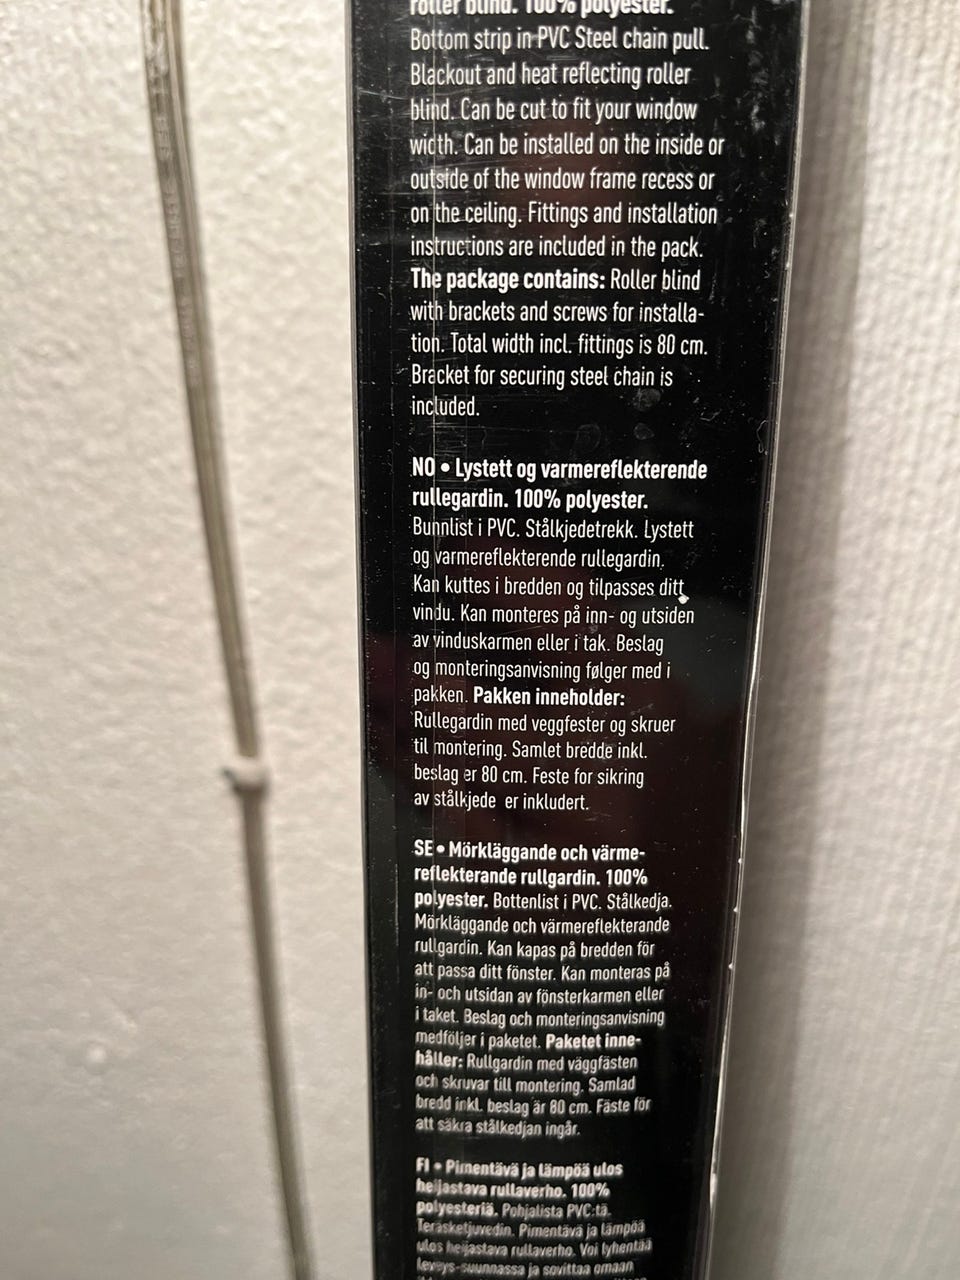 roller blind. 100% polyester.
Bottom strip in PVC Steel chain pull.
Blackout and heat reflecting roller
blind. Can be cut to fit your window
width. Can be installed on the inside or
outside of the window frame recess or
on the ceiling. Fittings and installation
instructions are included in the pack.
The package contains: Roller blind
with brackets and screws for installa-
tion. Total width incl. fittings is 80 cm.
Bracket for securing steel chain is
included.
NO • Lystett og varmereflekterende
rullegardin. 100% polyester.
Bunnlist i PVC. Stålkjedetrekk. Lystett
og varmereflekterende rullegardin.
Kan kuttes i bredden og tilpasses ditt
vindu. Kan monteres på inn- og utsiden
av vinduskarmen eller i tak. Beslag
og monteringsanvisning følger med i
pakken. Pakken inneholder:
Rullegardin med veggfester og skruer
til montering. Samlet bredde inkl.
beslag er 80 cm. Feste for sikring
av stålkjede er inkludert.
SE • Mörkläggande och värme-
reflekterande rullgardin. 100%
polyester. Bottenlist i PVC. Stålkedja.
Mörkläggande och värmereflekterande
rullgardin. Kan kapas på bredden för
att passa ditt fönster. Kan monteras på
in- och utsidan av fönsterkarmen eller
i taket. Beslag och monteringsanvisning
medföljer i paketet. Paketet inne-
håller: Rullgardin med väggfästen
och skruvar till montering. Samlad
bredd inkl. beslag är 80 cm. Fäste för
att säkra stålkedjan ingår.
FI • Pimentävä ja lämpöä ulos
heijastava rullaverho. 100%
polyesteriä. Pohjalista PVC:tä.
Teräsketjuvedin. Pimentävä ja lämpöä
ulos heijastava rullaverho. Voi lyhentää
leveys-suunnassa ja sovittaa omaan